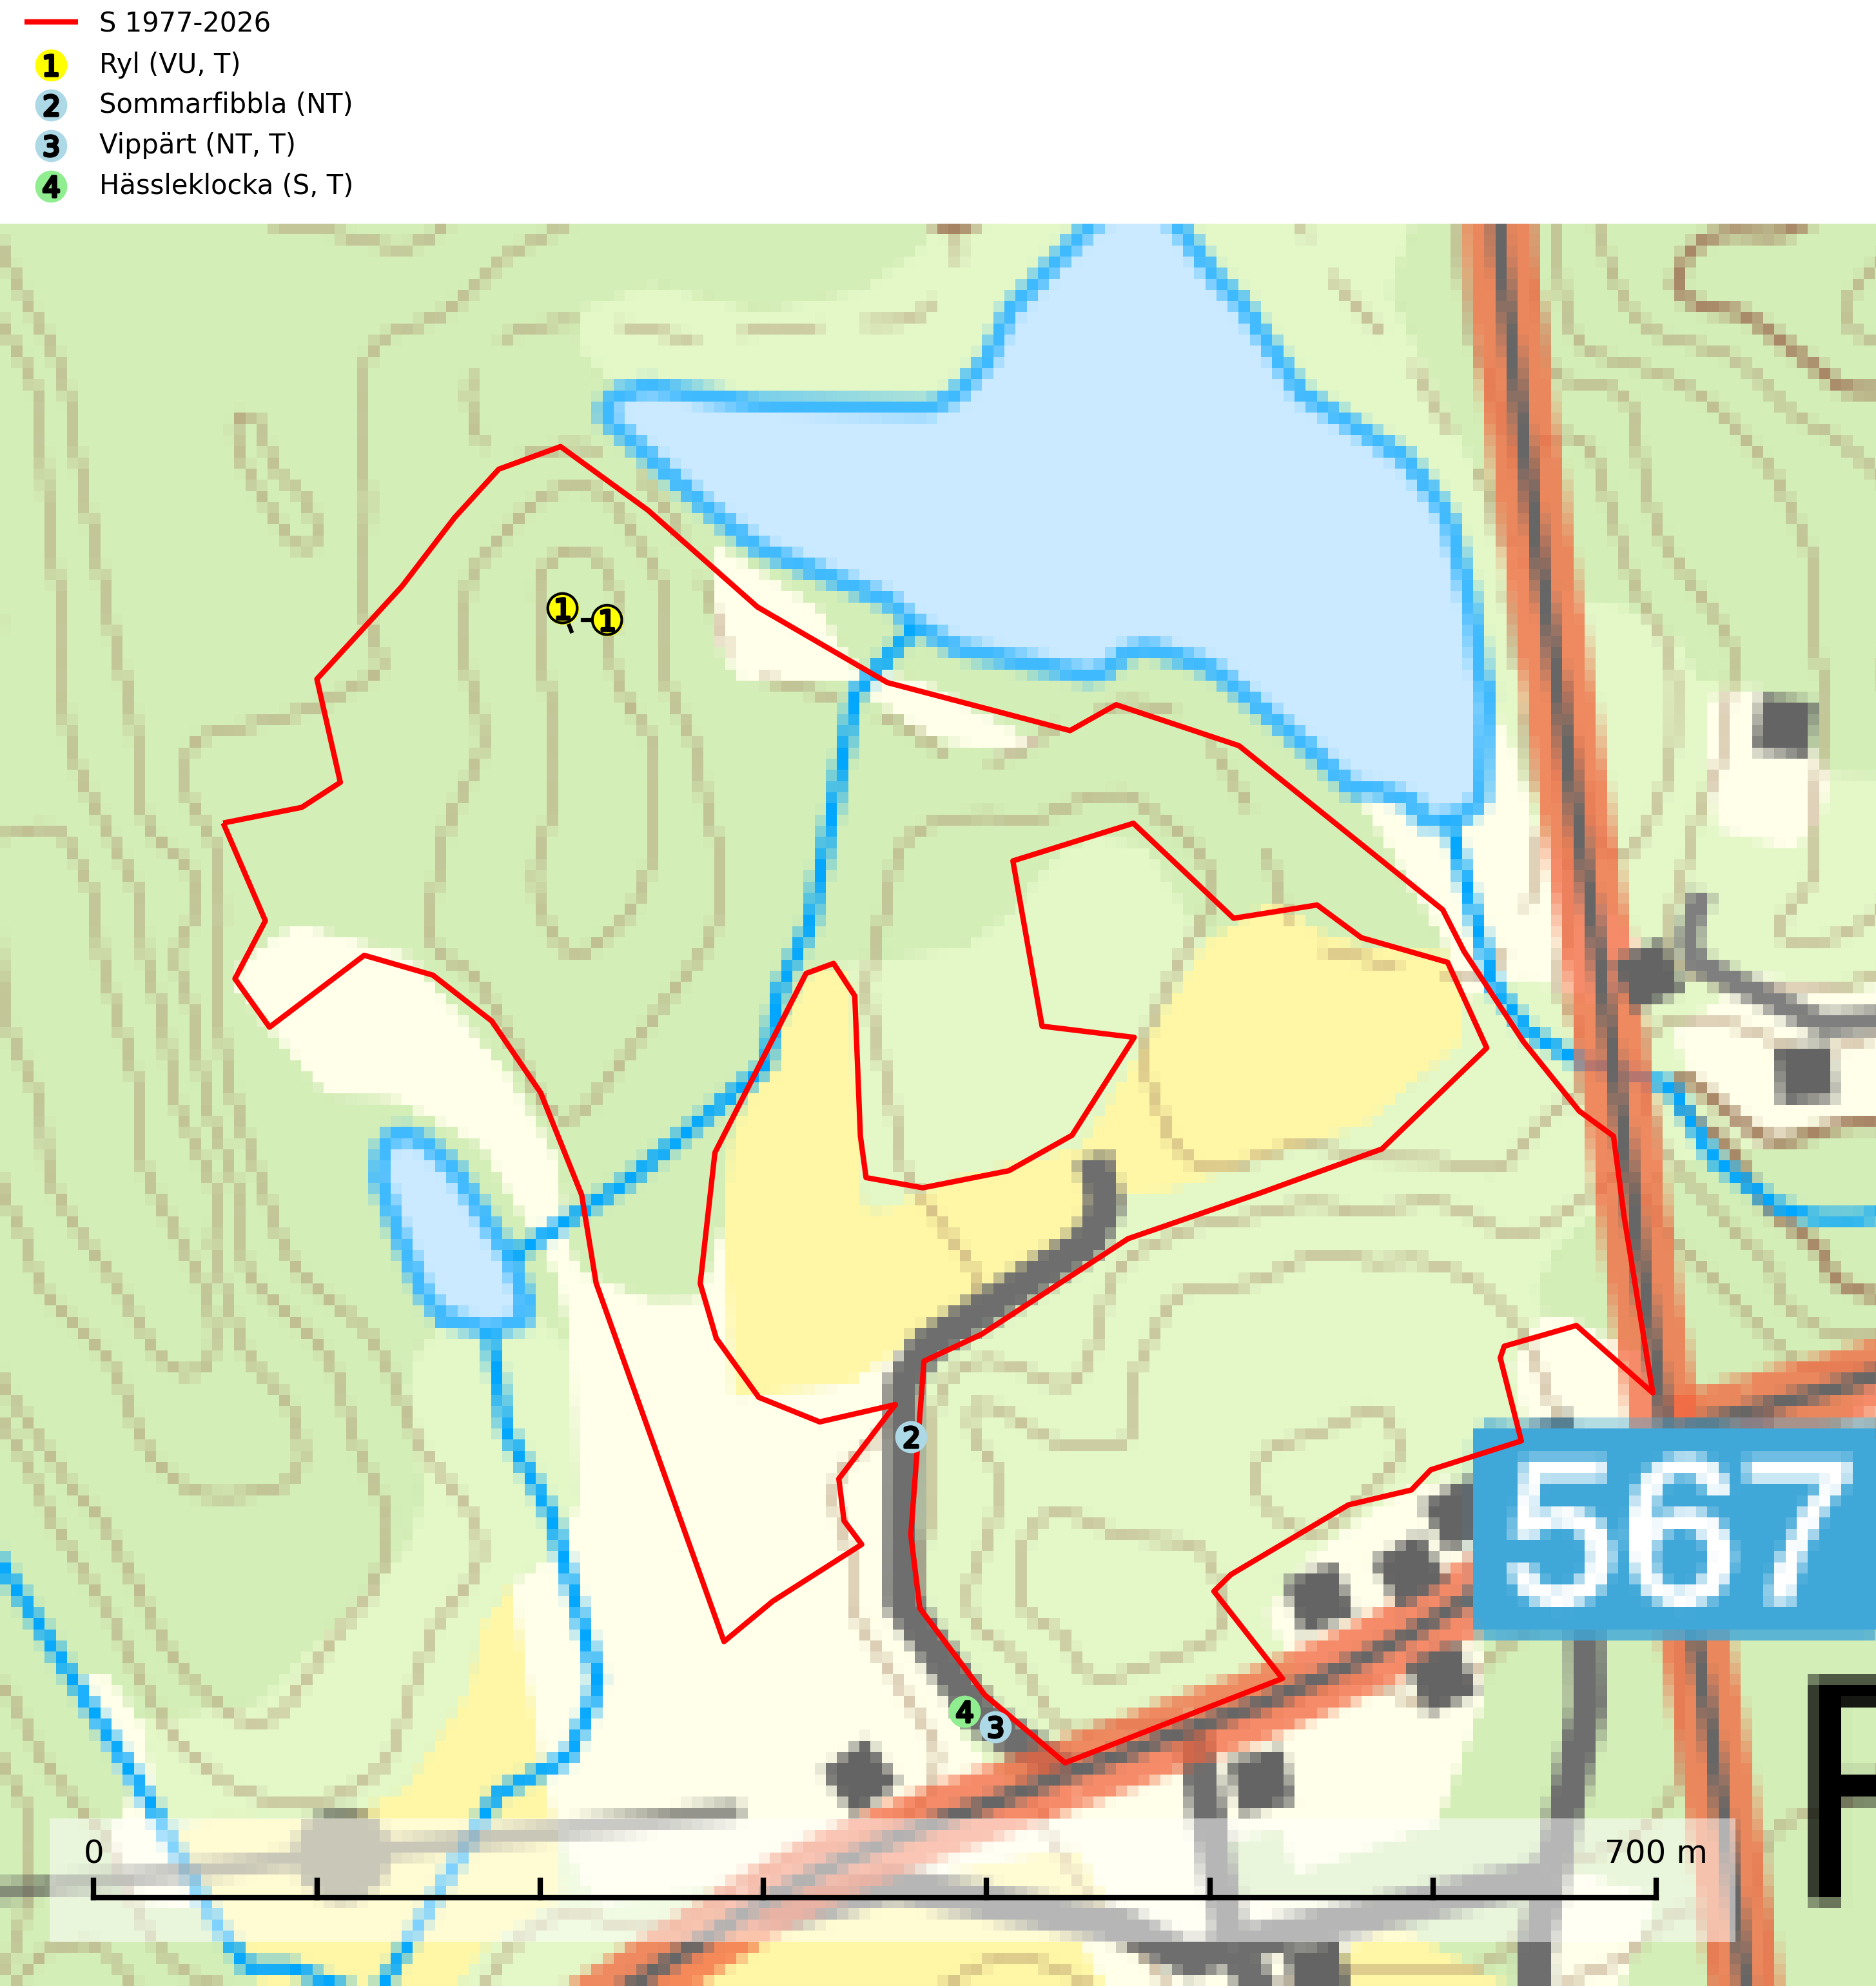 S 1977-2026
1 Ryl (VU, T)
2 Sommarfibbla (NT)
3 Vippärt (NT, T)
4 Hässleklocka (S, T)
1 1
2
567
4 3
F
0 700 m